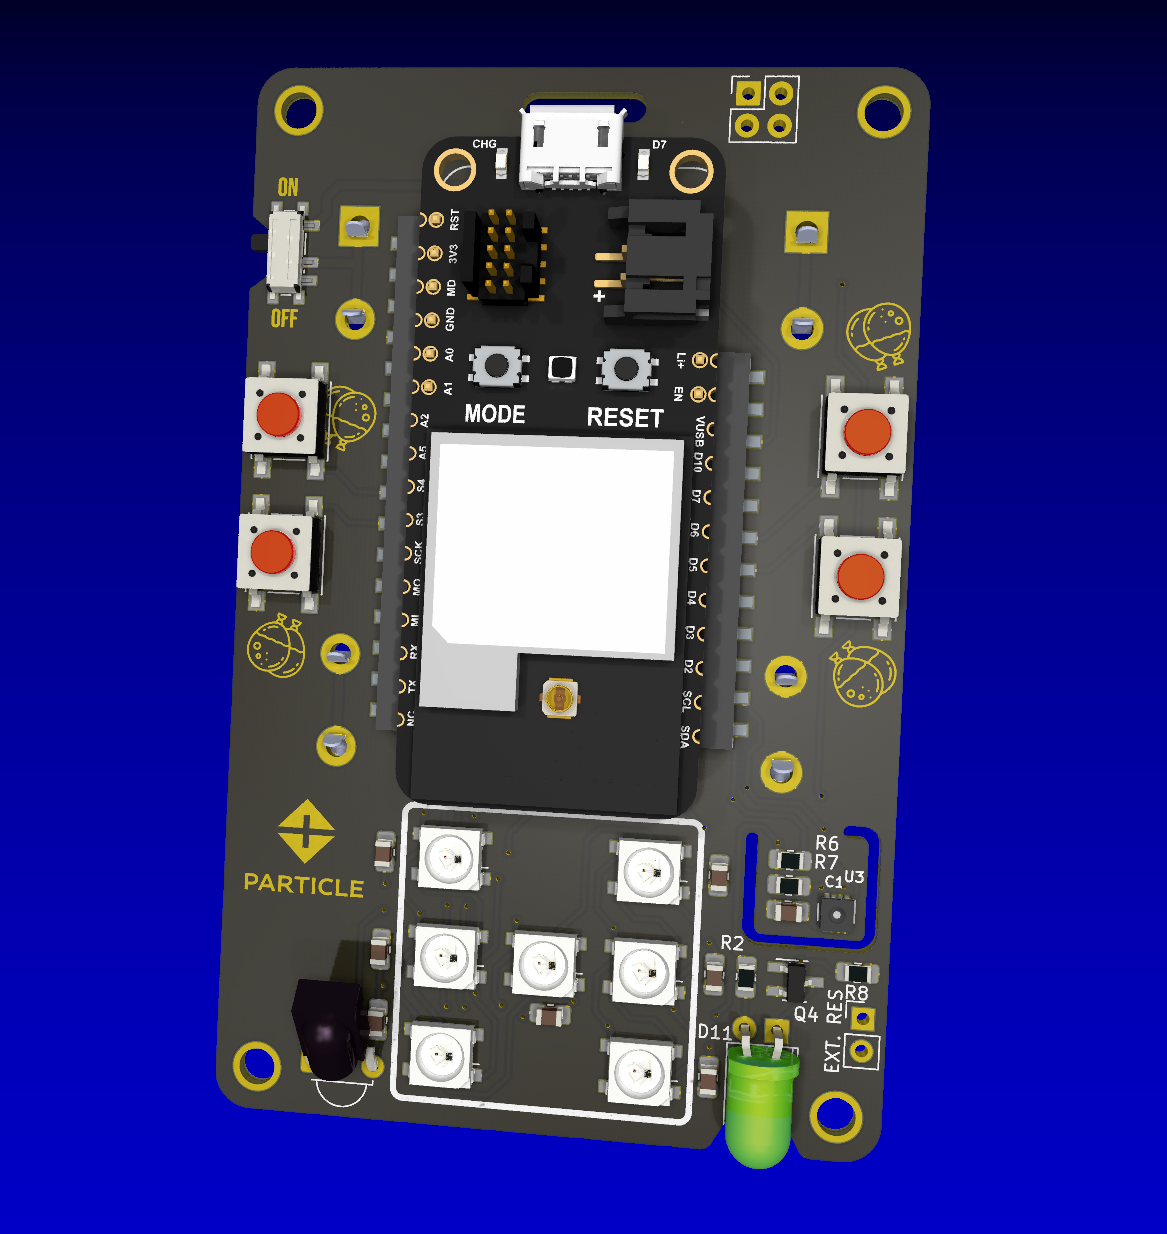 CHG
D7
ON
OFF
RST
3V3
MD
GND
A0
A1
A2
A5
S4
S3
SCK
MO
MI
RX
TX
NC
+
Li+
EN
VUSB
D10
D7
D6
D5
D4
D3
D2
SCL
SDA
MODE
RESET
PARTICLE
R6
R7
C1
U3
R2
R8
Q4
D11
EXT. RES